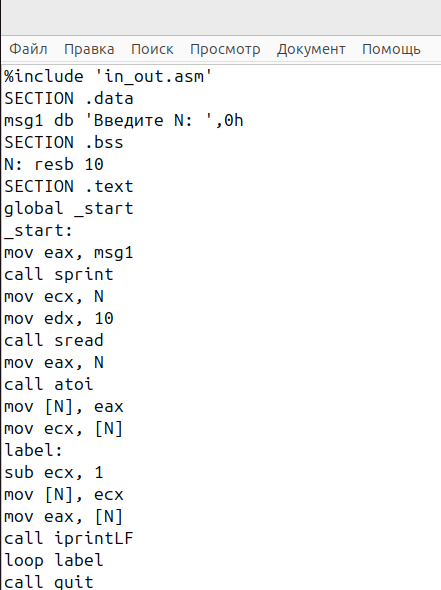 Файл Правка Поиск Просмотр Документ Помощь
%include 'in_out.asm'
SECTION .data
msg1 db 'Введите N: ',0h
SECTION .bss
N: resb 10
SECTION .text
global _start
_start:
mov eax, msg1
call sprint
mov ecx, N
mov edx, 10
call sread
mov eax, N
call atoi
mov [N], eax
mov ecx, [N]
label:
sub ecx, 1
mov [N], ecx
mov eax, [N]
call iprintLF
loop label
call quit